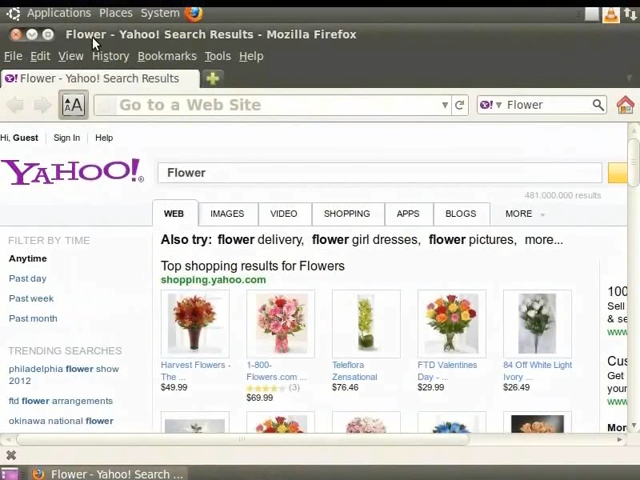 Applications Places System
Flower - Yahoo! Search Results - Mozilla Firefox
File Edit View History Bookmarks Tools Help
Y! Flower - Yahoo! Search Results
AA Go to a Web Site Y! Flower
Hi, Guest Sign In Help
YAHOO!® Flower
481,000,000 results
WEB IMAGES VIDEO SHOPPING APPS BLOGS MORE
FILTER BY TIME
Anytime
Past day
Past week
Past month
TRENDING SEARCHES
philadelphia flower show
2012
ftd flower arrangements
okinawa national flower
Also try: flower delivery, flower girl dresses, flower pictures, more...
Top shopping results for Flowers
shopping.yahoo.com
Harvest Flowers -
The ...
$49.99
1-800-
Flowers.com ...
(3)
$69.99
Teleflora
Zensational
$76.46
FTD Valentines
Day - ...
$29.99
84 Off White Light
Ivory ...
$26.49
100
Sho
& se
www
Cus
Get
your
www
More
Flower - Yahoo! Search ...